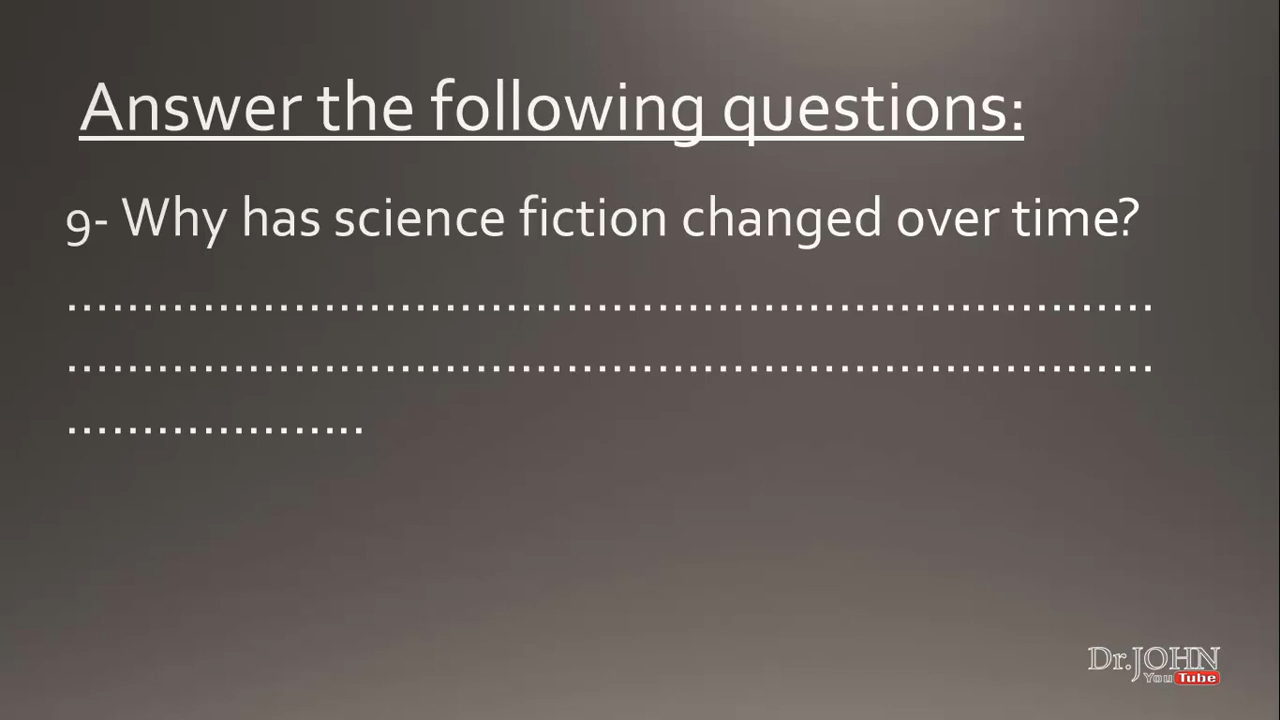 Answer the following questions:
9- Why has science fiction changed over time?
........................................................................
........................................................................
....................
Dr.JOHN
YouTube